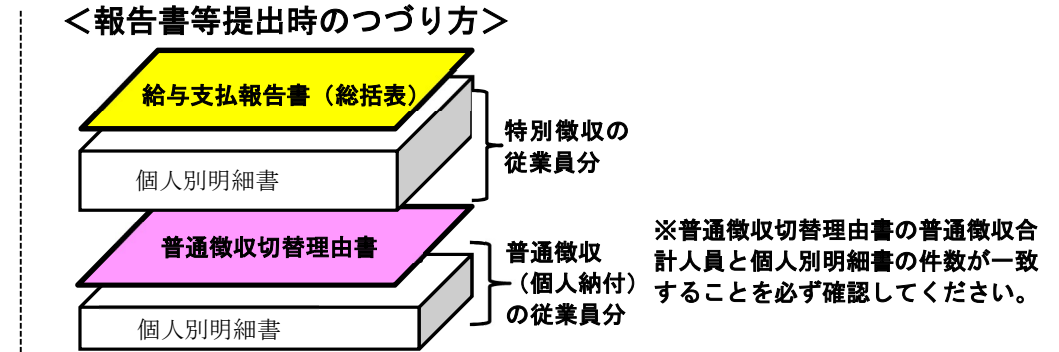 ＜報告書等提出時のつづり方＞
給与支払報告書（総括表）
特別徴収の
従業員分
個人別明細書
普通徴収切替理由書
普通徴収
（個人納付）
の従業員分
個人別明細書
※普通徴収切替理由書の普通徴収合
計人員と個人別明細書の件数が一致
することを必ず確認してください。